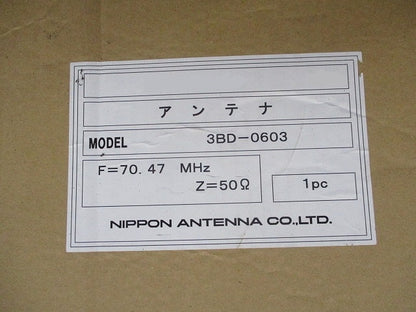 アンテナ
MODEL 3BD-0603
F=70.47 MHz
Z=50Ω 1pc
NIPPON ANTENNA CO.,LTD.